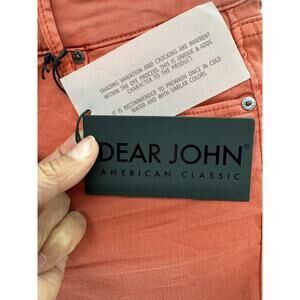 SHADING VARIATION AND CROCKING ARE INHERENT
WITHIN THE DYE PROCESS. THIS IS UNIQUE & ADDS
CHARACTER TO THE PRODUCT.
IT IS RECOMMENDED TO PREWASH ONCE IN COLD
WATER AND WITH SIMILAR COLORS.
DEAR JOHN®
AMERICAN CLASSIC